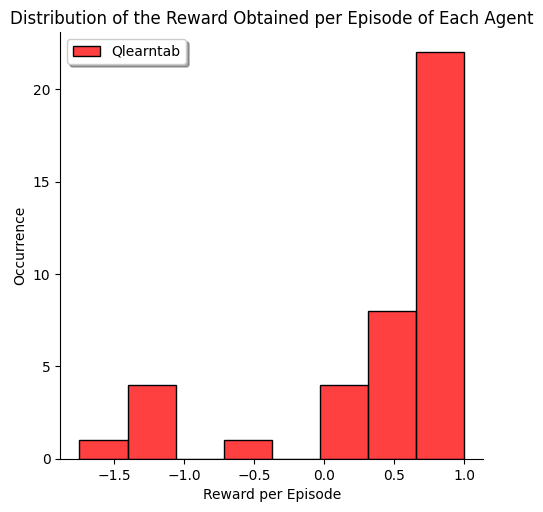 Distribution of the Reward Obtained per Episode of Each Agent
Qlearntab
Occurrence
20
15
10
5
0
−1.5 −1.0 −0.5 0.0 0.5 1.0
Reward per Episode